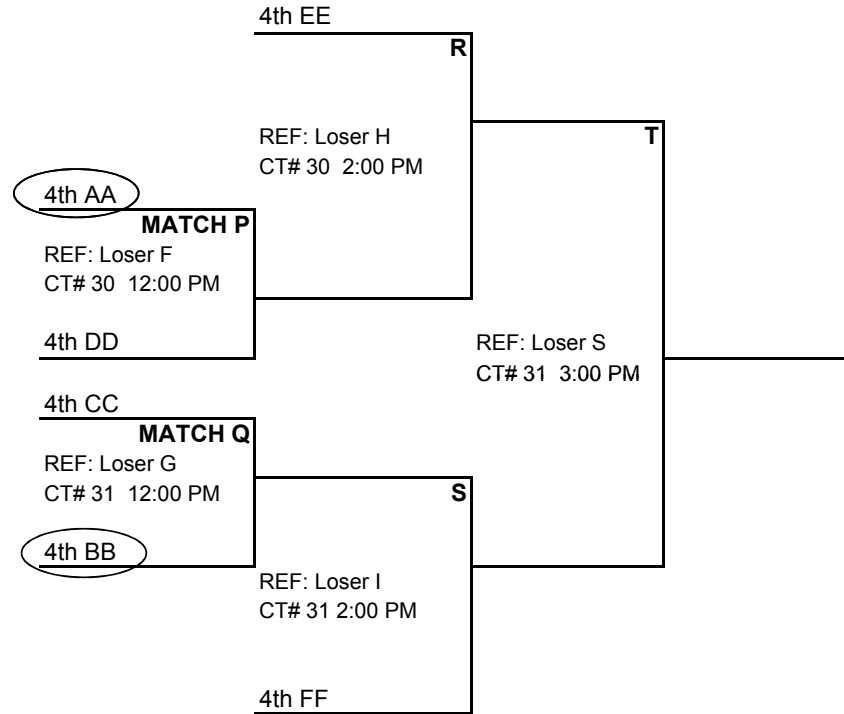 4th EE
R
REF: Loser H
CT# 30  2:00 PM
T
4th AA
MATCH P
REF: Loser F
CT# 30  12:00 PM
4th DD
REF: Loser S
CT# 31  3:00 PM
4th CC
MATCH Q
REF: Loser G
CT# 31  12:00 PM
S
4th BB
REF: Loser I
CT# 31 2:00 PM
4th FF